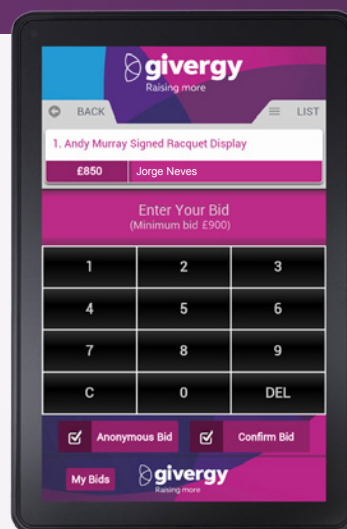 givergy
Raising more
BACK
LIST
1. Andy Murray Signed Racquet Display
£850 Jorge Neves
Enter Your Bid
(Minimum bid £900)
1 2 3
4 5 6
7 8 9
C 0 DEL
Anonymous Bid Confirm Bid
My Bids givergy
Raising more